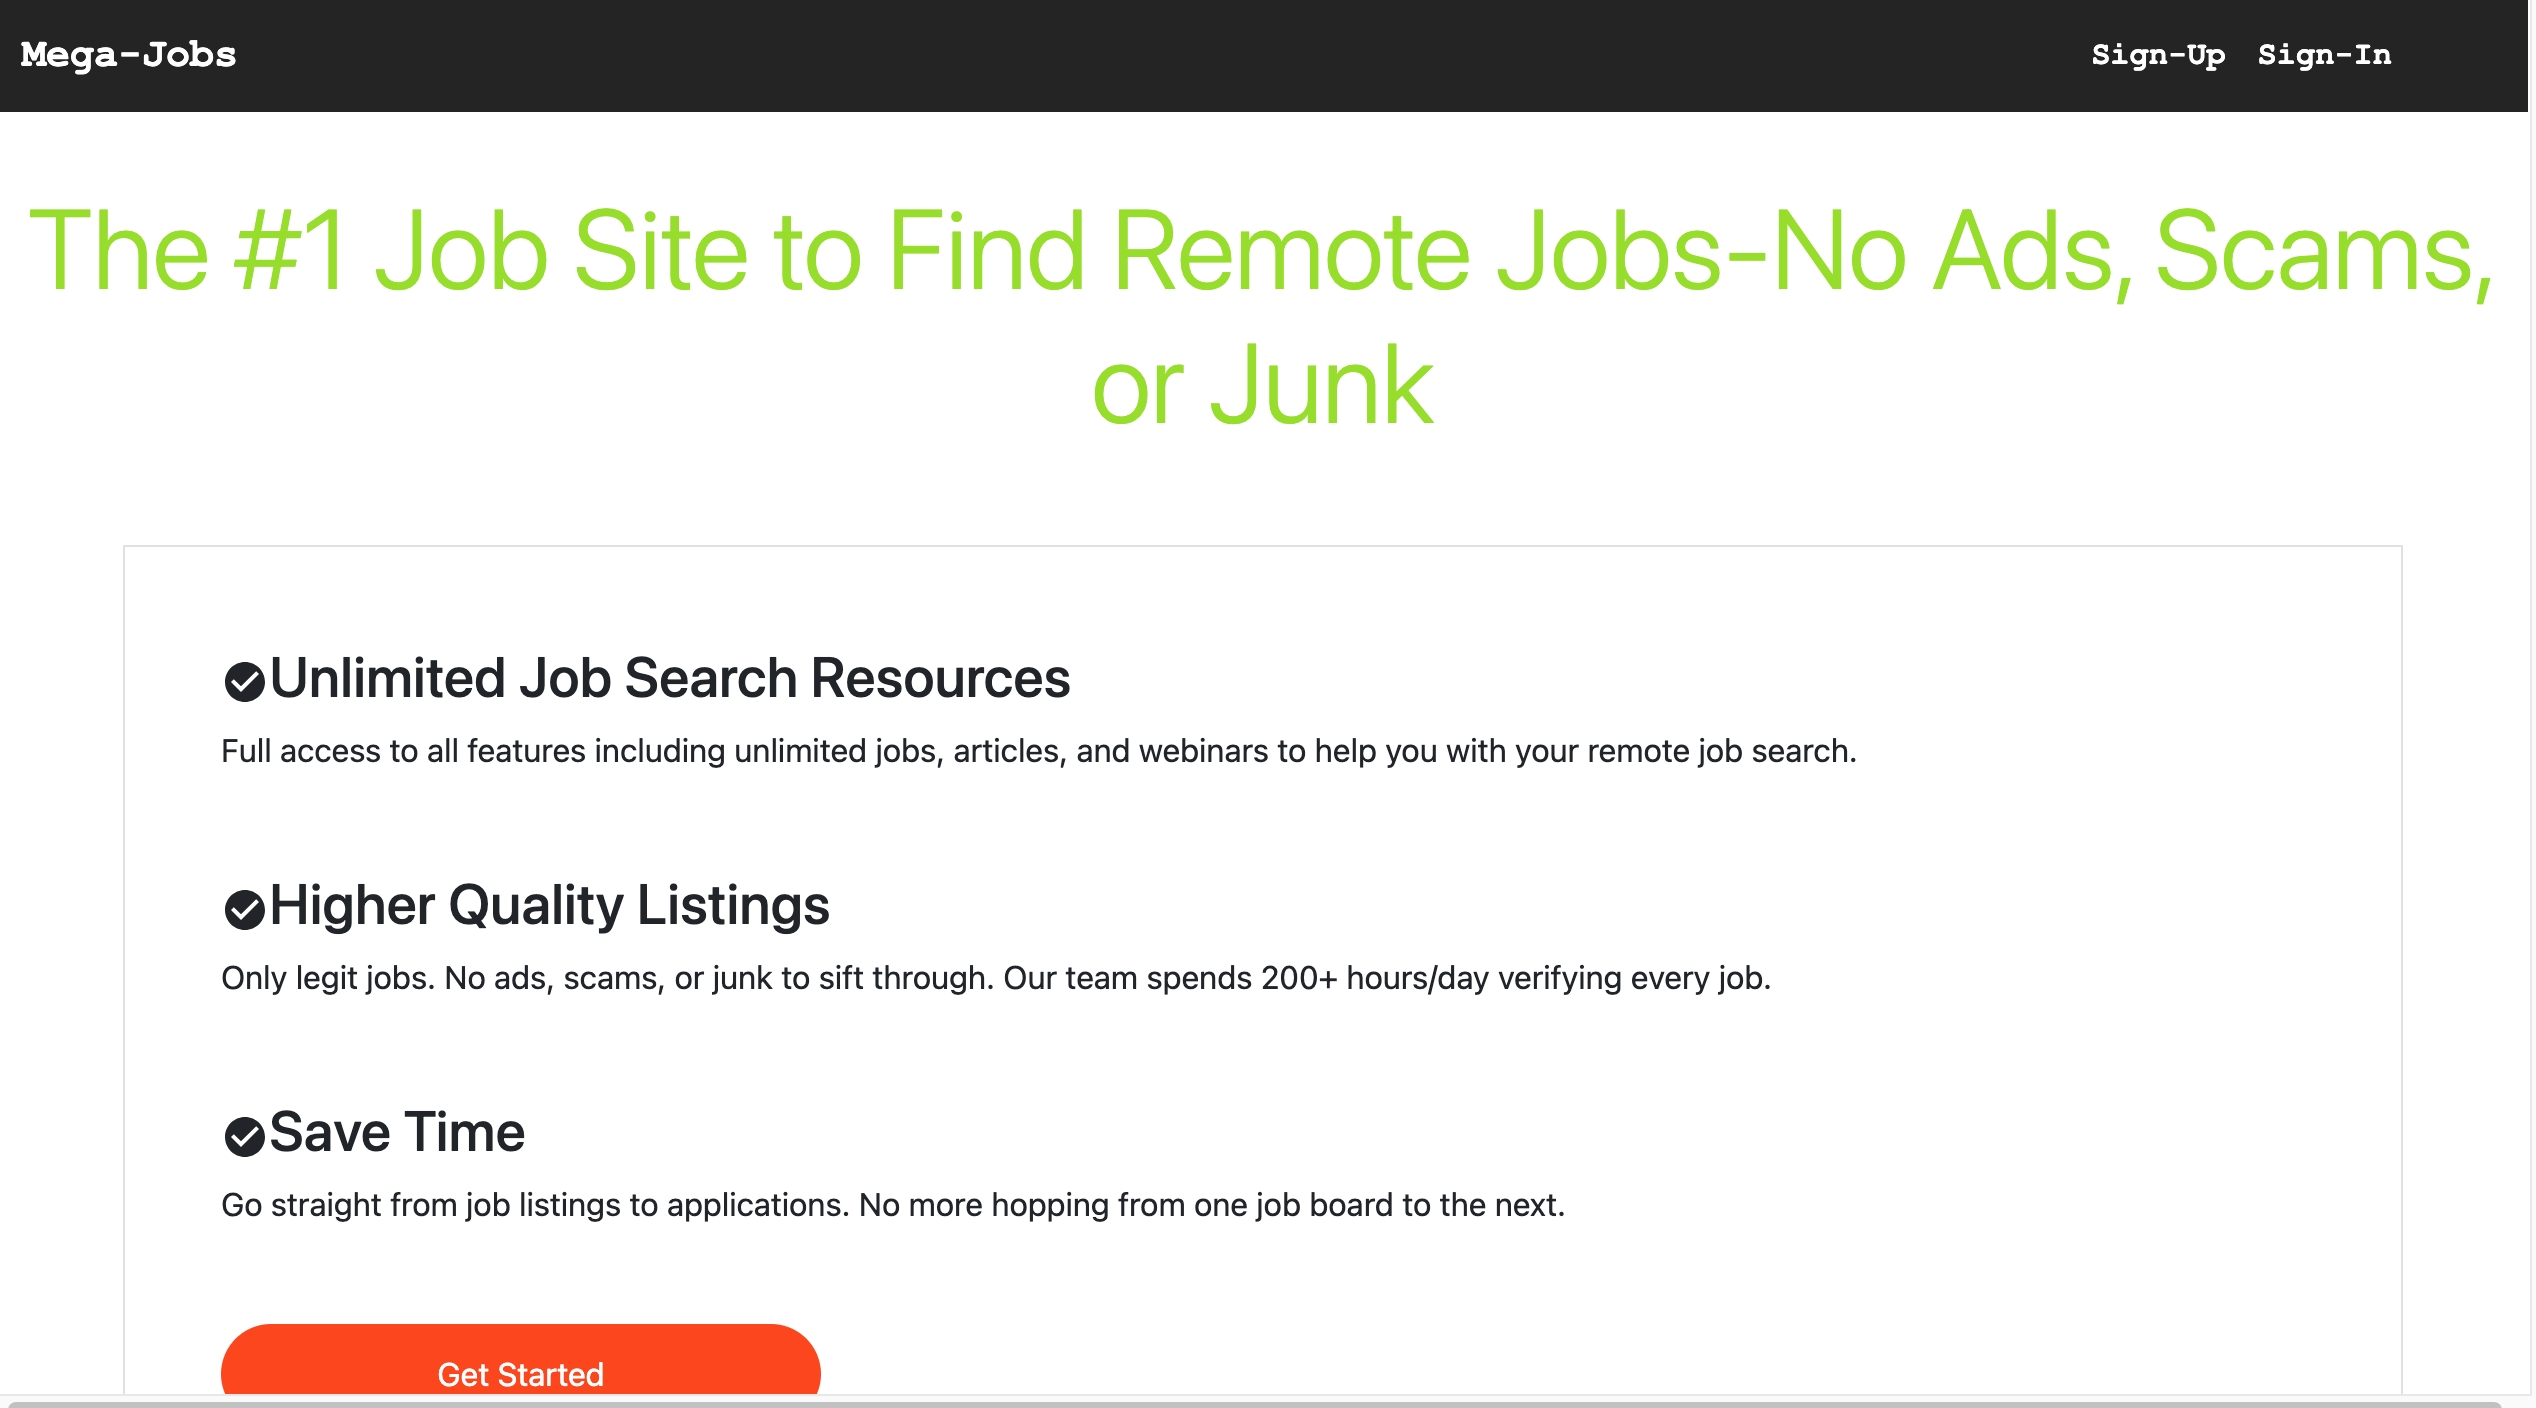 Mega-Jobs
Sign-Up Sign-In
The #1 Job Site to Find Remote Jobs-No Ads, Scams,
or Junk
Unlimited Job Search Resources
Full access to all features including unlimited jobs, articles, and webinars to help you with your remote job search.
Higher Quality Listings
Only legit jobs. No ads, scams, or junk to sift through. Our team spends 200+ hours/day verifying every job.
Save Time
Go straight from job listings to applications. No more hopping from one job board to the next.
Get Started